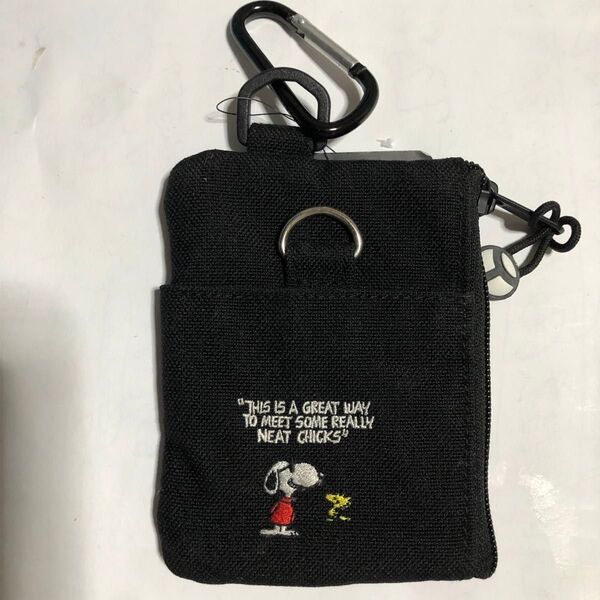 "THIS IS A GREAT WAY
TO MEET SOME REALLY
NEAT CHICKS"